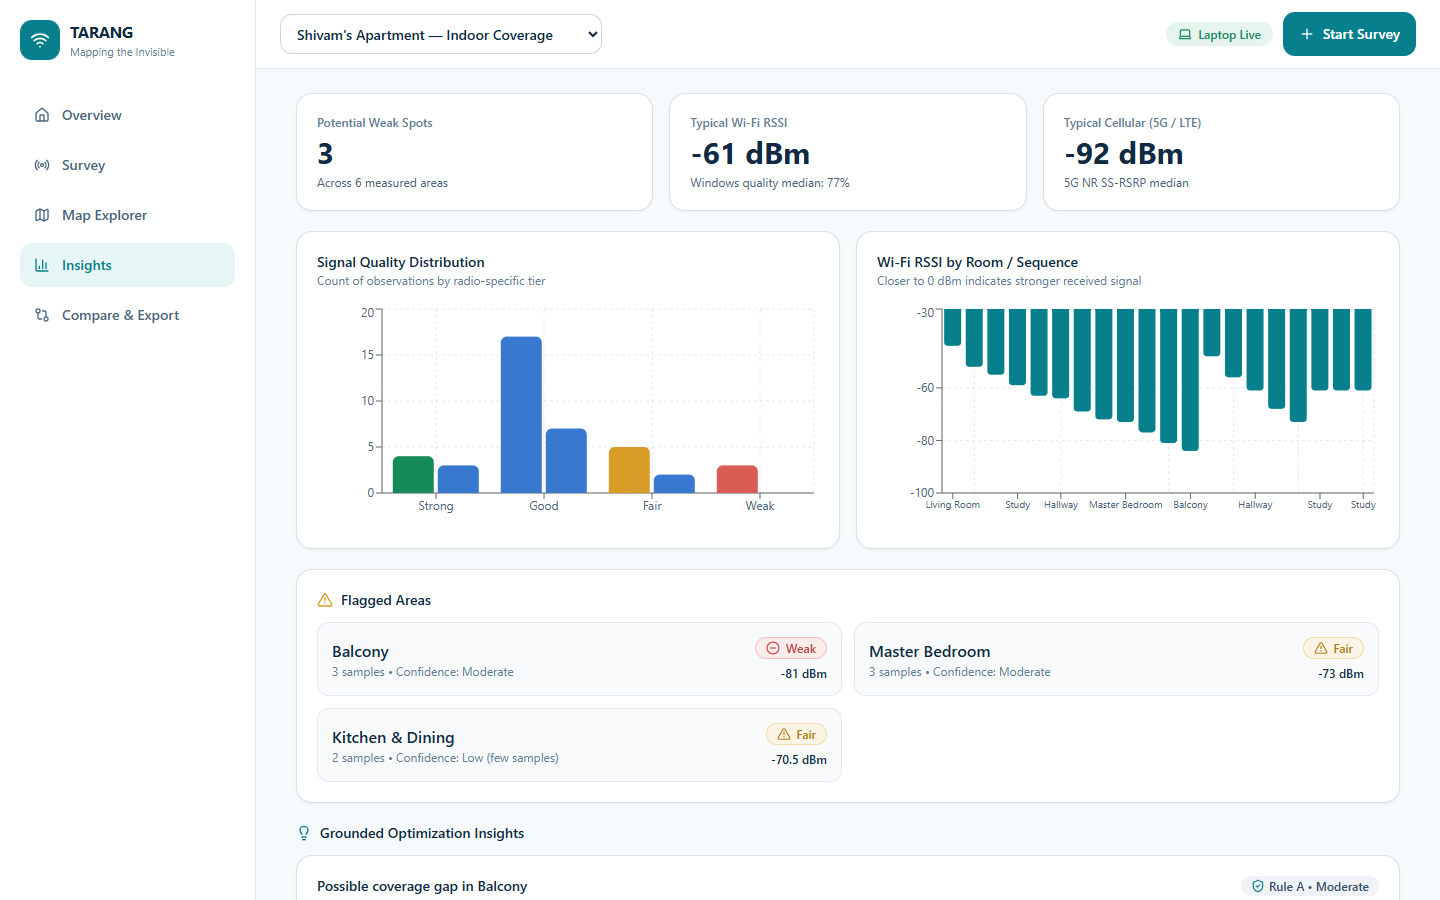 TARANG
Mapping the Invisible
Overview
Survey
Map Explorer
Insights
Compare & Export
Shivam's Apartment — Indoor Coverage
Laptop Live
Start Survey
Potential Weak Spots
3
Across 6 measured areas
Typical Wi-Fi RSSI
-61 dBm
Windows quality median: 77%
Typical Cellular (5G / LTE)
-92 dBm
5G NR SS-RSRP median
Signal Quality Distribution
Count of observations by radio-specific tier
20
15
10
5
0
Strong Good Fair Weak
Wi-Fi RSSI by Room / Sequence
Closer to 0 dBm indicates stronger received signal
-30
-60
-80
-100
Living Room Study Hallway Master Bedroom Balcony Hallway Study Study
Flagged Areas
Balcony
3 samples • Confidence: Moderate
Weak
-81 dBm
Master Bedroom
3 samples • Confidence: Moderate
Fair
-73 dBm
Kitchen & Dining
2 samples • Confidence: Low (few samples)
Fair
-70.5 dBm
Grounded Optimization Insights
Possible coverage gap in Balcony
Rule A • Moderate